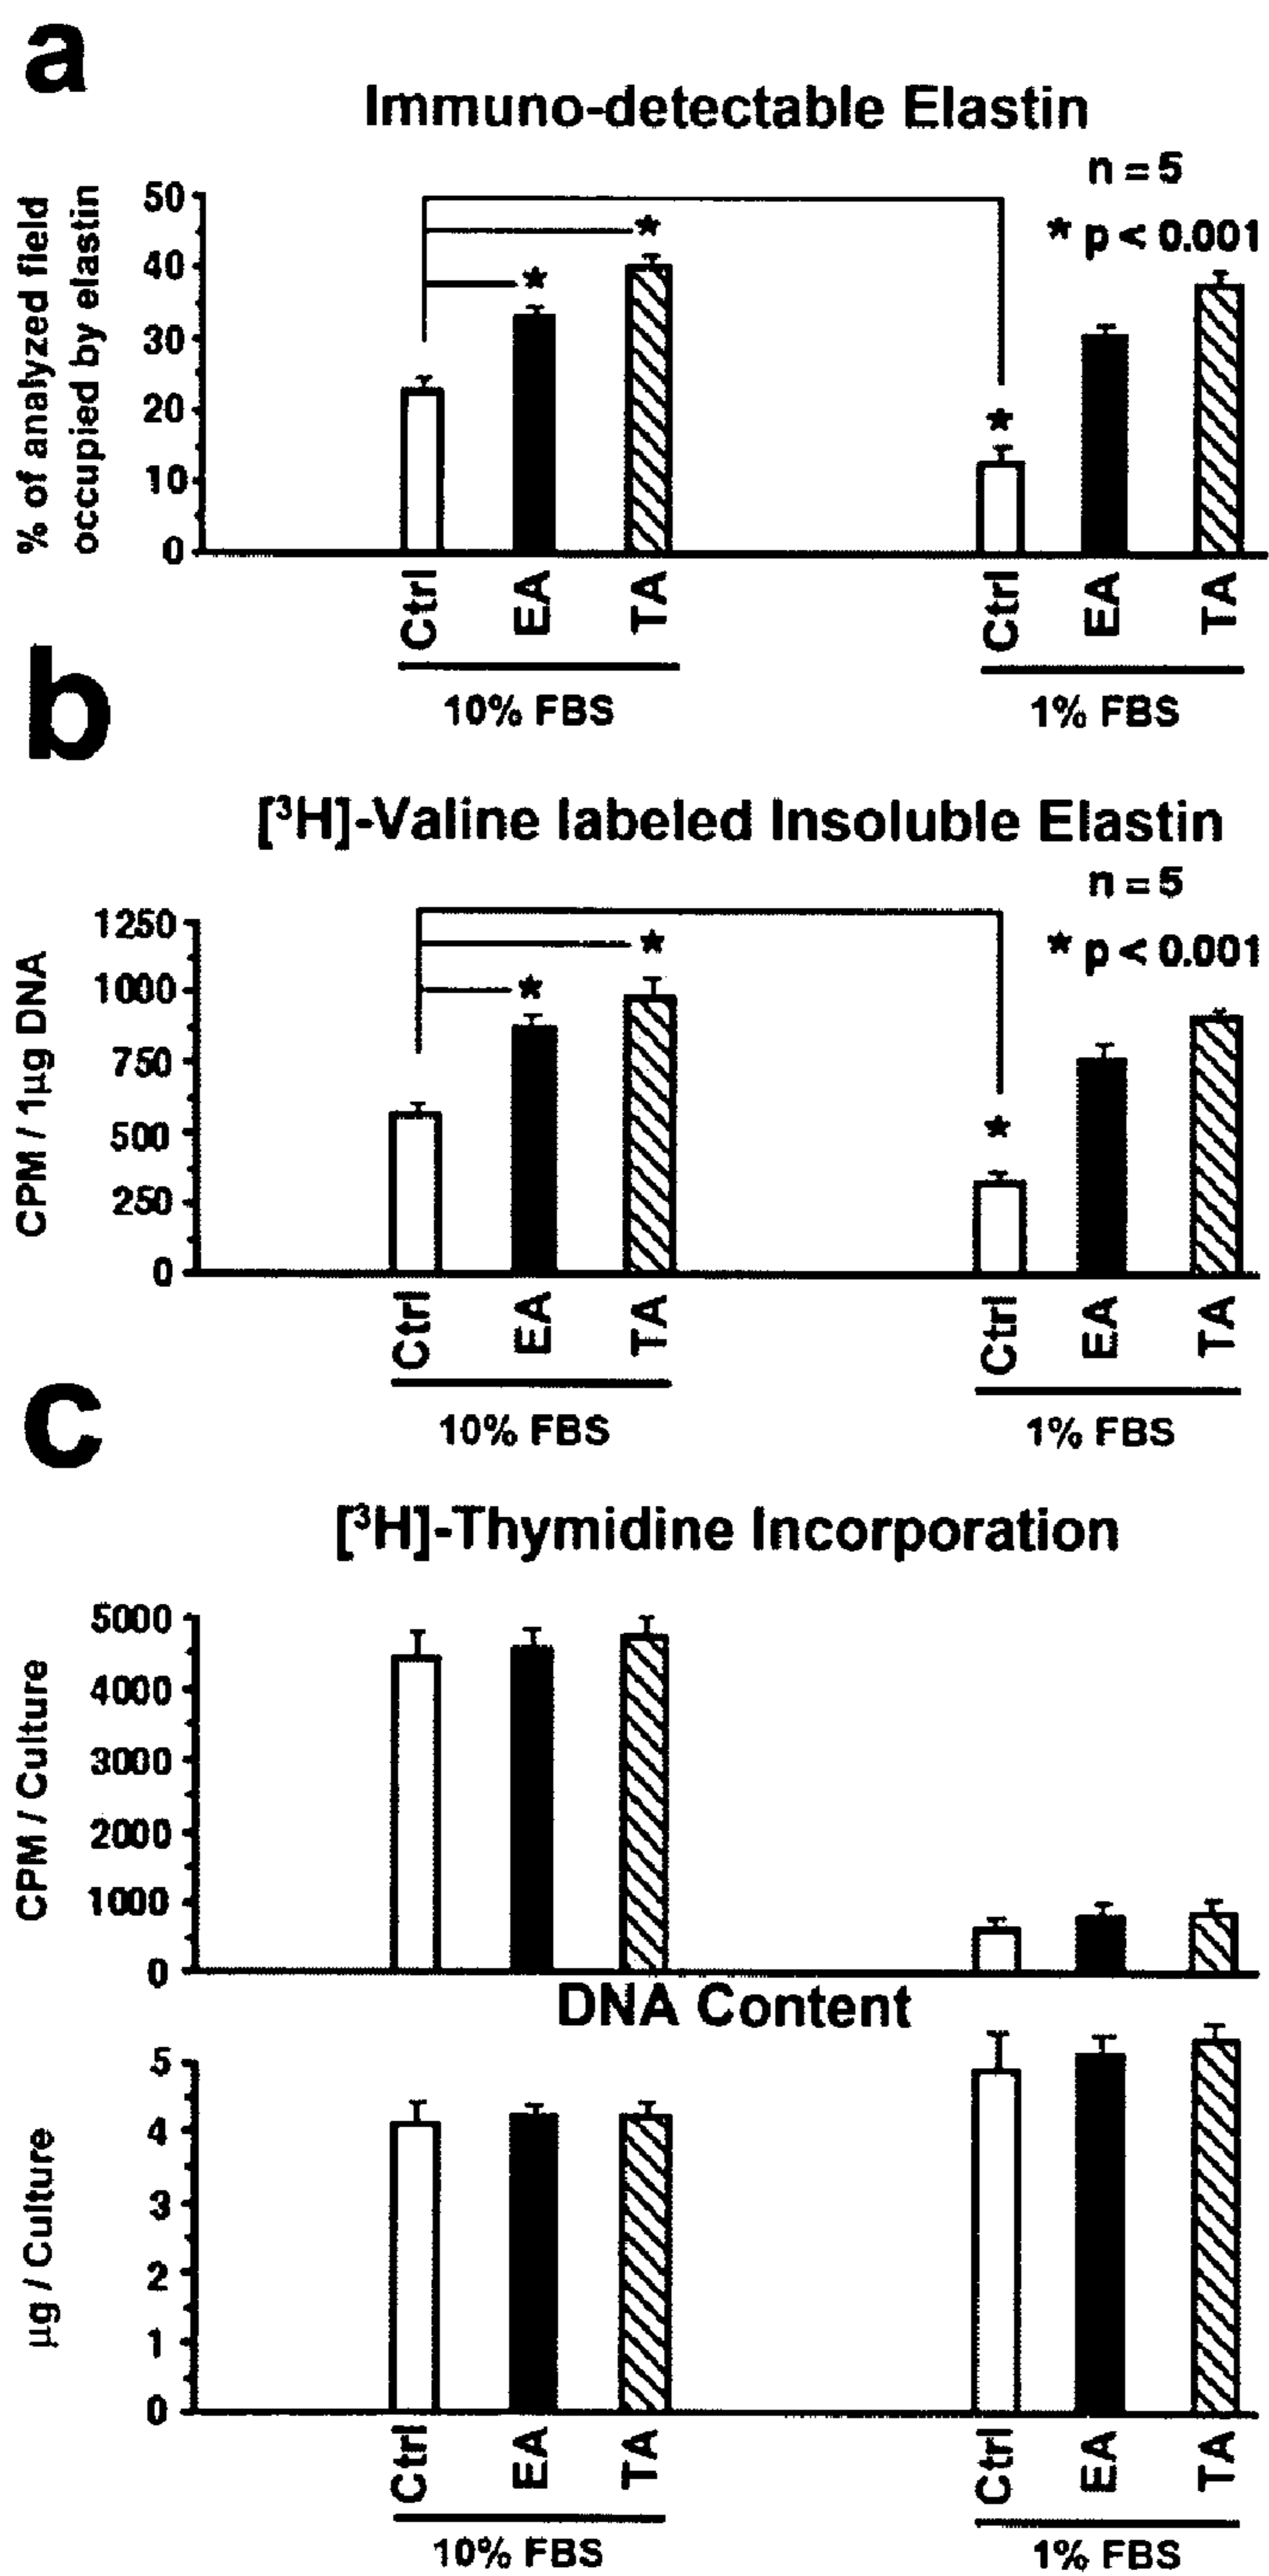 a
Immuno-detectable Elastin
n = 5
* p < 0.001
% of analyzed field
occupied by elastin
50
40
30
20
10
0
* * *
Ctrl EA TA Ctrl EA TA
10% FBS 1% FBS
b
[³H]-Valine labeled Insoluble Elastin
n = 5
* p < 0.001
CPM / 1µg DNA
1250
1000
750
500
250
0
* * *
Ctrl EA TA Ctrl EA TA
10% FBS 1% FBS
c
[³H]-Thymidine Incorporation
CPM / Culture
5000
4000
3000
2000
1000
0
DNA Content
µg / Culture
5
4
3
2
1
0
Ctrl EA TA Ctrl EA TA
10% FBS 1% FBS